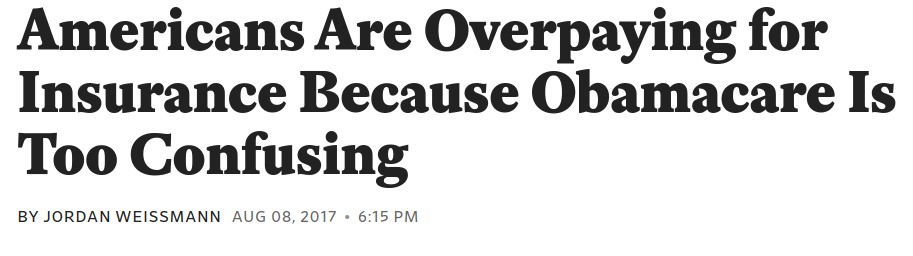 Americans Are Overpaying for
Insurance Because Obamacare Is
Too Confusing
BY JORDAN WEISSMANN AUG 08, 2017 • 6:15 PM